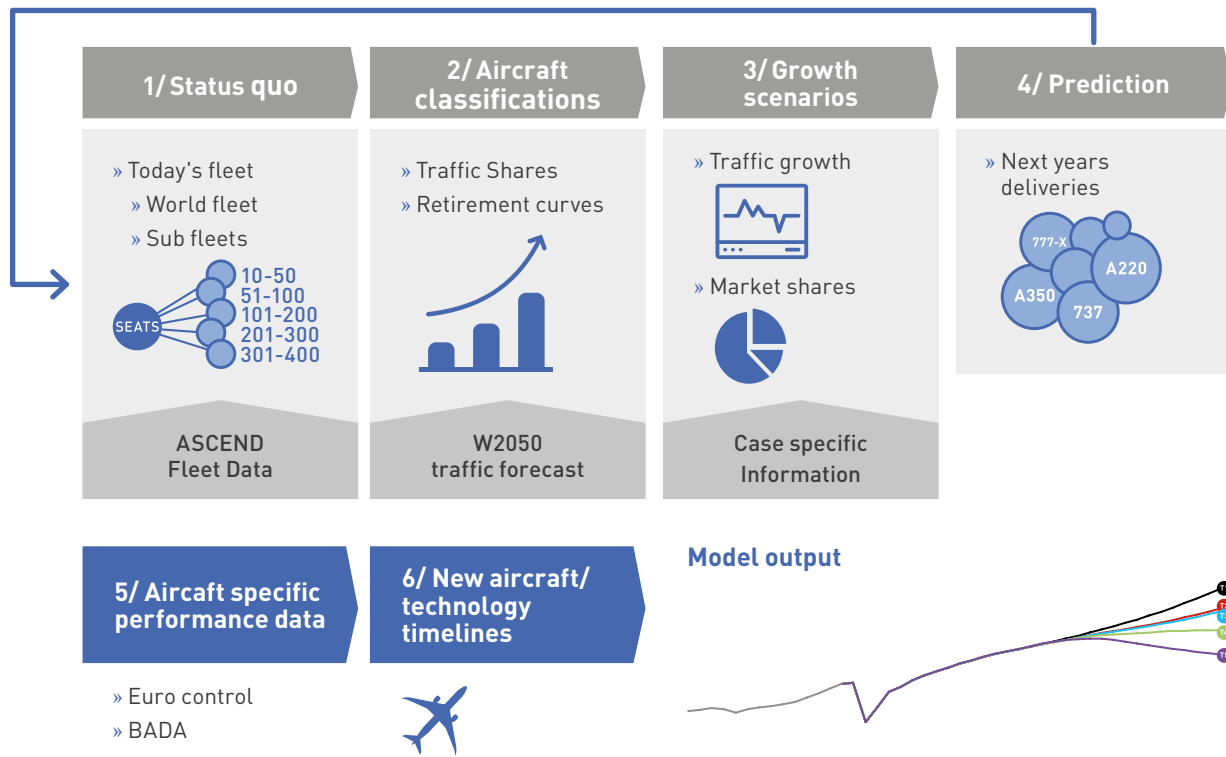 1/ Status quo
2/ Aircraft
classifications
3/ Growth
scenarios
4/ Prediction
» Today's fleet
» World fleet
» Sub fleets
SEATS
10-50
51-100
101-200
201-300
301-400
ASCEND
Fleet Data
» Traffic Shares
» Retirement curves
W2050
traffic forecast
» Traffic growth
» Market shares
Case specific
Information
» Next years
deliveries
777-X
A220
A350
737
5/ Aircaft specific
performance data
» Euro control
» BADA
6/ New aircraft/
technology
timelines
Model output